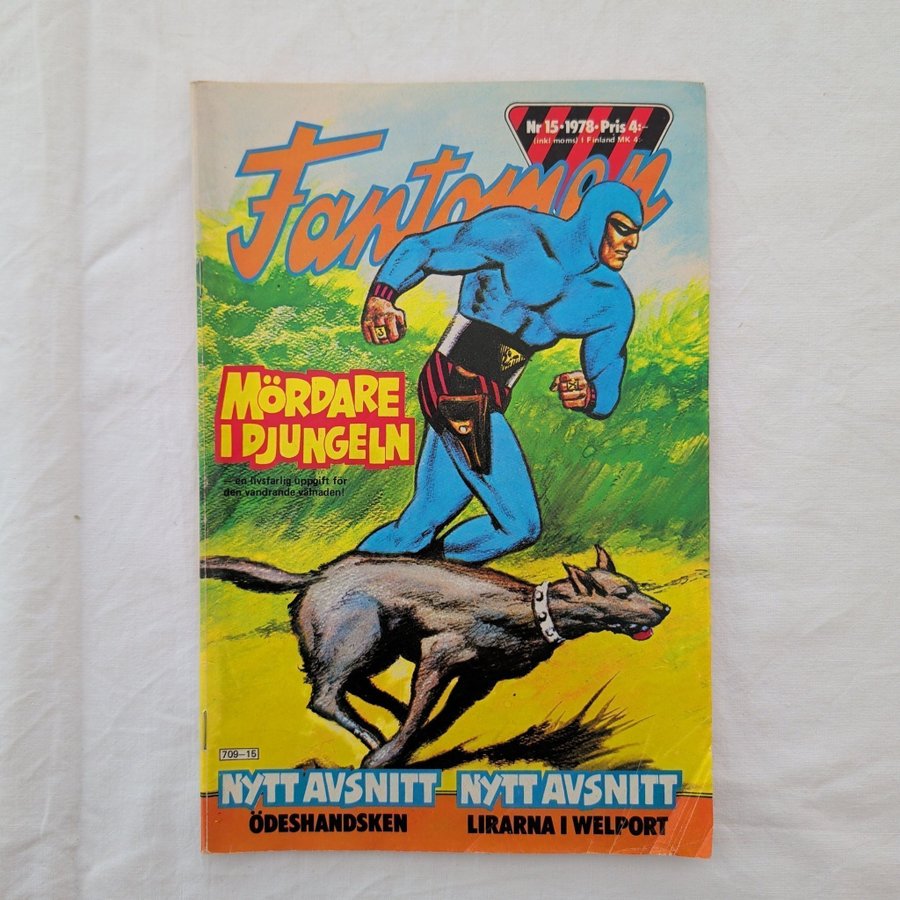 Nr 15•1978•Pris 4:-
(inkl moms) I Finland MK 4:-
Fantomen
MÖRDARE
I DJUNGELN
— en livsfarlig uppgift för
den vandrande vålnaden!
709—15
NYTT AVSNITT NYTT AVSNITT
ÖDESHANDSKEN LIRARNA I WELPORT